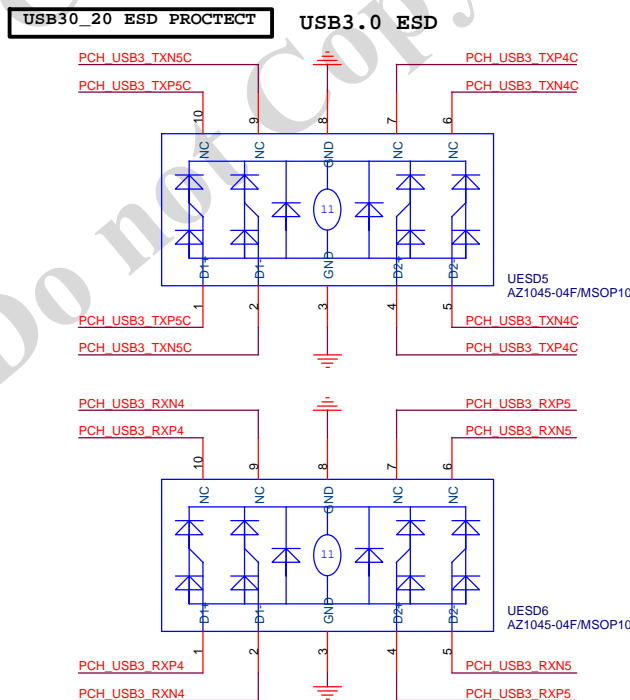 USB30_20 ESD PROCTECT
USB3.0 ESD
PCH_USB3_TXN5C
PCH_USB3_TXP4C
PCH_USB3_TXP5C
PCH_USB3_TXN4C
10 9 8 7 6
NC NC GND NC NC
11
D1+ D1- GND D2+ D2-
UESD5
AZ1045-04F/MSOP10
1 2 3 4 5
PCH_USB3_TXP5C
PCH_USB3_TXN4C
PCH_USB3_TXN5C
PCH_USB3_TXP4C
PCH_USB3_RXN4
PCH_USB3_RXP5
PCH_USB3_RXP4
PCH_USB3_RXN5
10 9 8 7 6
NC NC GND NC NC
11
D1+ D1- GND D2+ D2-
UESD6
AZ1045-04F/MSOP10
1 2 3 4 5
PCH_USB3_RXP4
PCH_USB3_RXN5
PCH_USB3_RXN4
PCH_USB3_RXP5
Do not Copy